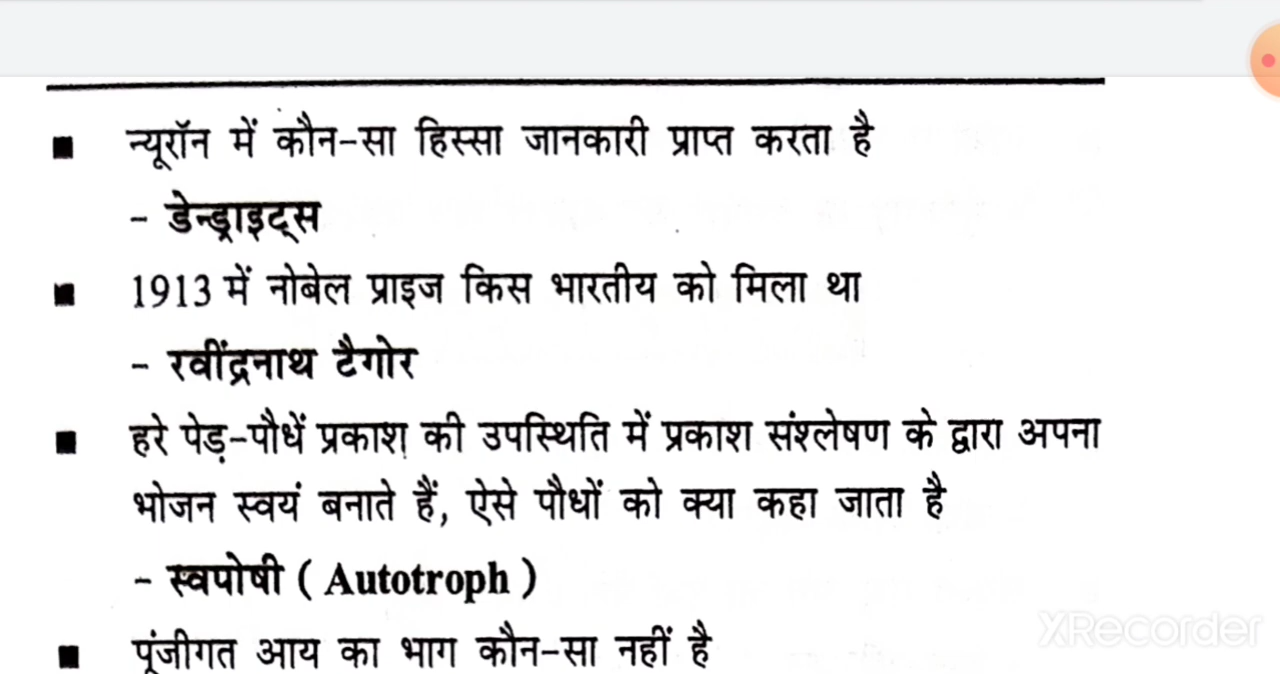 ■ न्यूरॉन में कौन-सा हिस्सा जानकारी प्राप्त करता है
- डेन्ड्राइट्स
■ 1913 में नोबेल प्राइज किस भारतीय को मिला था
- रवींद्रनाथ टैगोर
■ हरे पेड़-पौधें प्रकाश की उपस्थिति में प्रकाश संश्लेषण के द्वारा अपना
भोजन स्वयं बनाते हैं, ऐसे पौधों को क्या कहा जाता है
- स्वपोषी ( Autotroph )
■ पूंजीगत आय का भाग कौन-सा नहीं है
XRecorder